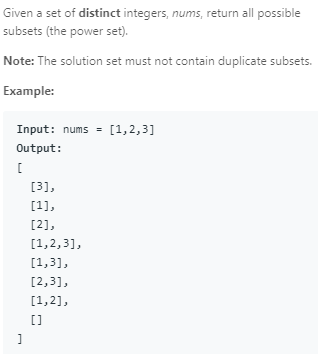 Given a set of distinct integers, nums, return all possible
subsets (the power set).
Note: The solution set must not contain duplicate subsets.
Example:
Input: nums = [1,2,3]
Output:
[
  [3],
  [1],
  [2],
  [1,2,3],
  [1,3],
  [2,3],
  [1,2],
  []
]